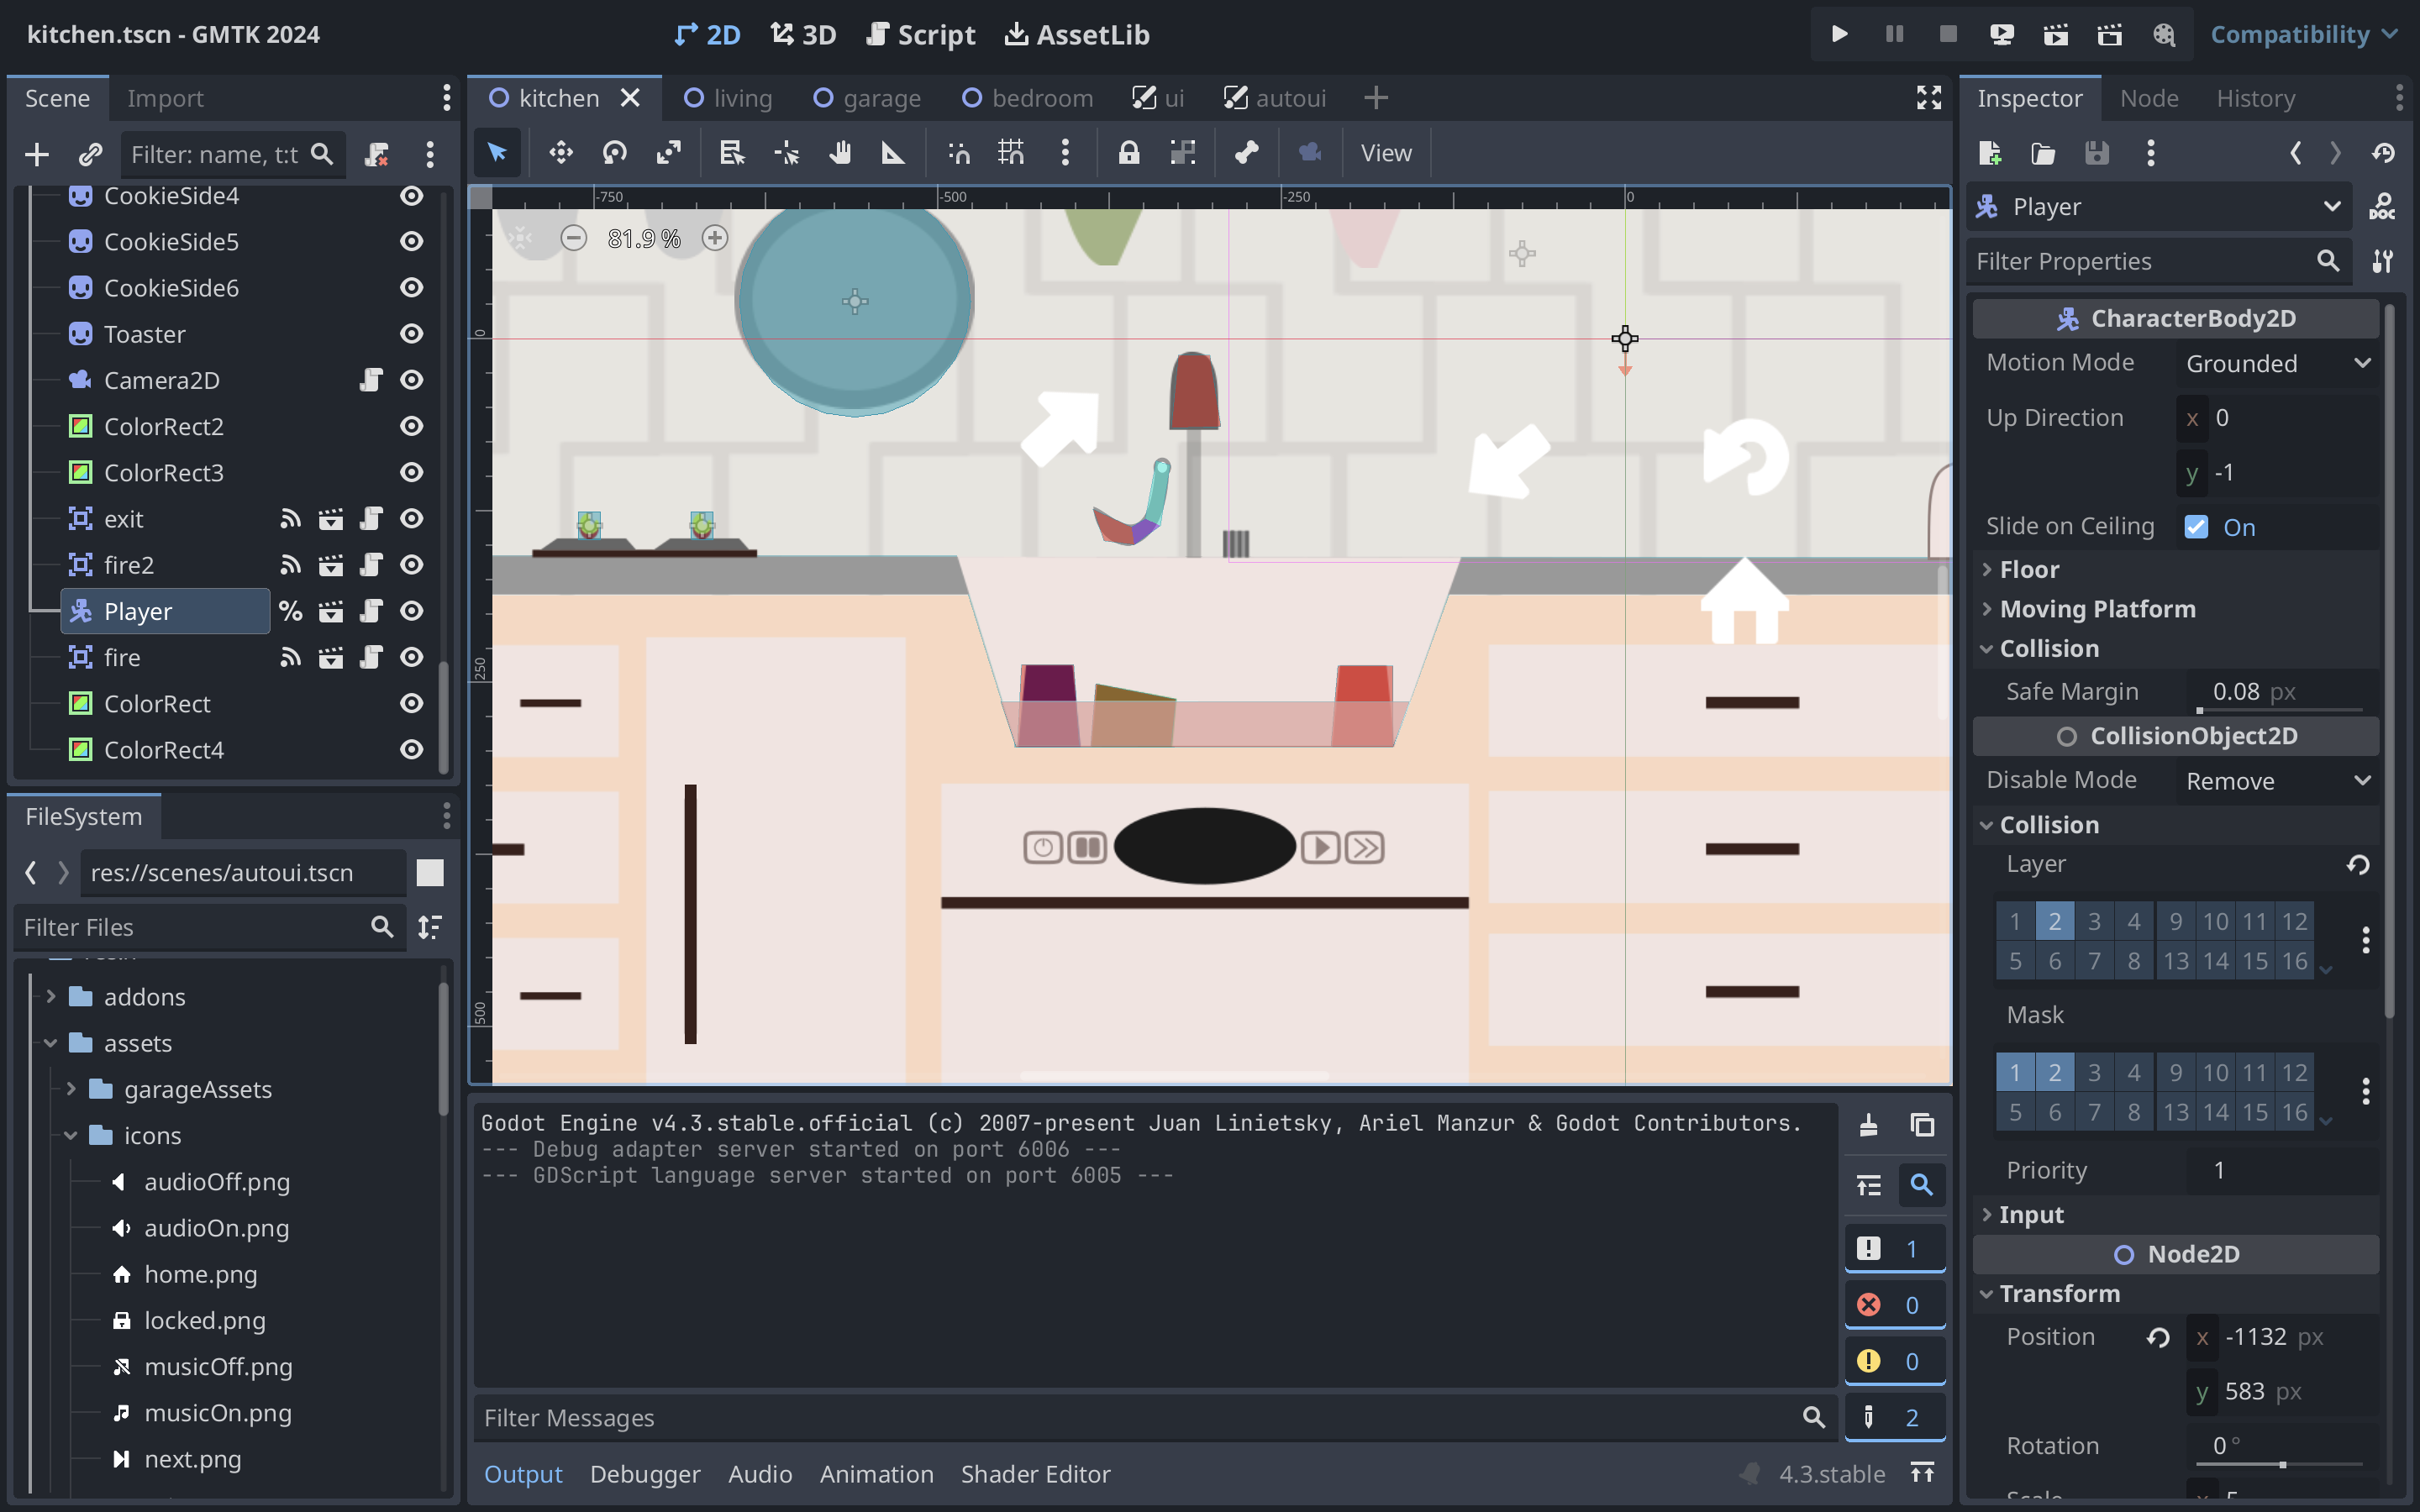 kitchen.tscn - GMTK 2024
2D
3D
Script
AssetLib
Compatibility
Scene
Import
Filter: name, t:t
CookieSide4
CookieSide5
CookieSide6
Toaster
Camera2D
ColorRect2
ColorRect3
exit
fire2
Player
%
fire
ColorRect
ColorRect4
FileSystem
res://scenes/autoui.tscn
Filter Files
addons
assets
garageAssets
icons
audioOff.png
audioOn.png
home.png
locked.png
musicOff.png
musicOn.png
next.png
kitchen
living
garage
bedroom
ui
autoui
View
-750
-500
-250
0
81.9 %
0
250
500
Godot Engine v4.3.stable.official (c) 2007-present Juan Linietsky, Ariel Manzur & Godot Contributors.
--- Debug adapter server started on port 6006 ---
--- GDScript language server started on port 6005 ---
1
0
0
2
Filter Messages
Output
Debugger
Audio
Animation
Shader Editor
4.3.stable
Inspector
Node
History
Player
DOC
Filter Properties
CharacterBody2D
Motion Mode
Grounded
Up Direction
x 0
y -1
Slide on Ceiling
On
Floor
Moving Platform
Collision
Safe Margin
0.08 px
CollisionObject2D
Disable Mode
Remove
Collision
Layer
1 2 3 4 9 10 11 12
5 6 7 8 13 14 15 16
Mask
1 2 3 4 9 10 11 12
5 6 7 8 13 14 15 16
Priority
1
Input
Node2D
Transform
Position
x -1132 px
y 583 px
Rotation
0 °
Scale
x 5